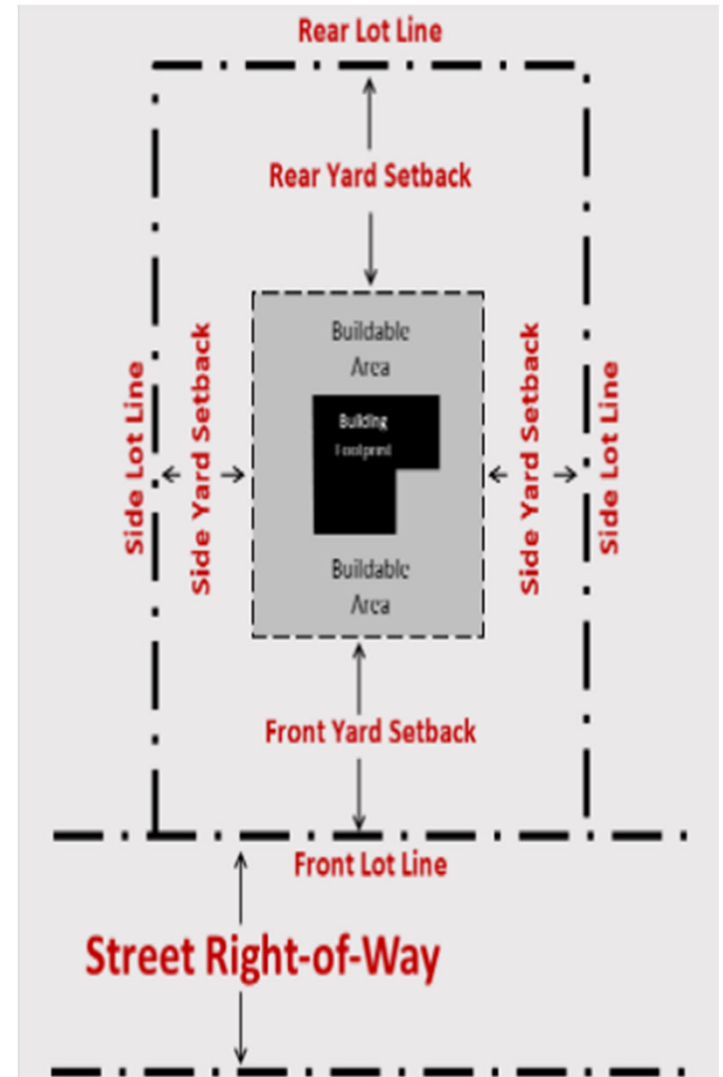 Rear Lot Line
Rear Yard Setback
Buildable
Area
Building
Footprint
Side Lot Line
Side Yard Setback
Side Yard Setback
Side Lot Line
Buildable
Area
Front Yard Setback
Front Lot Line
Street Right-of-Way